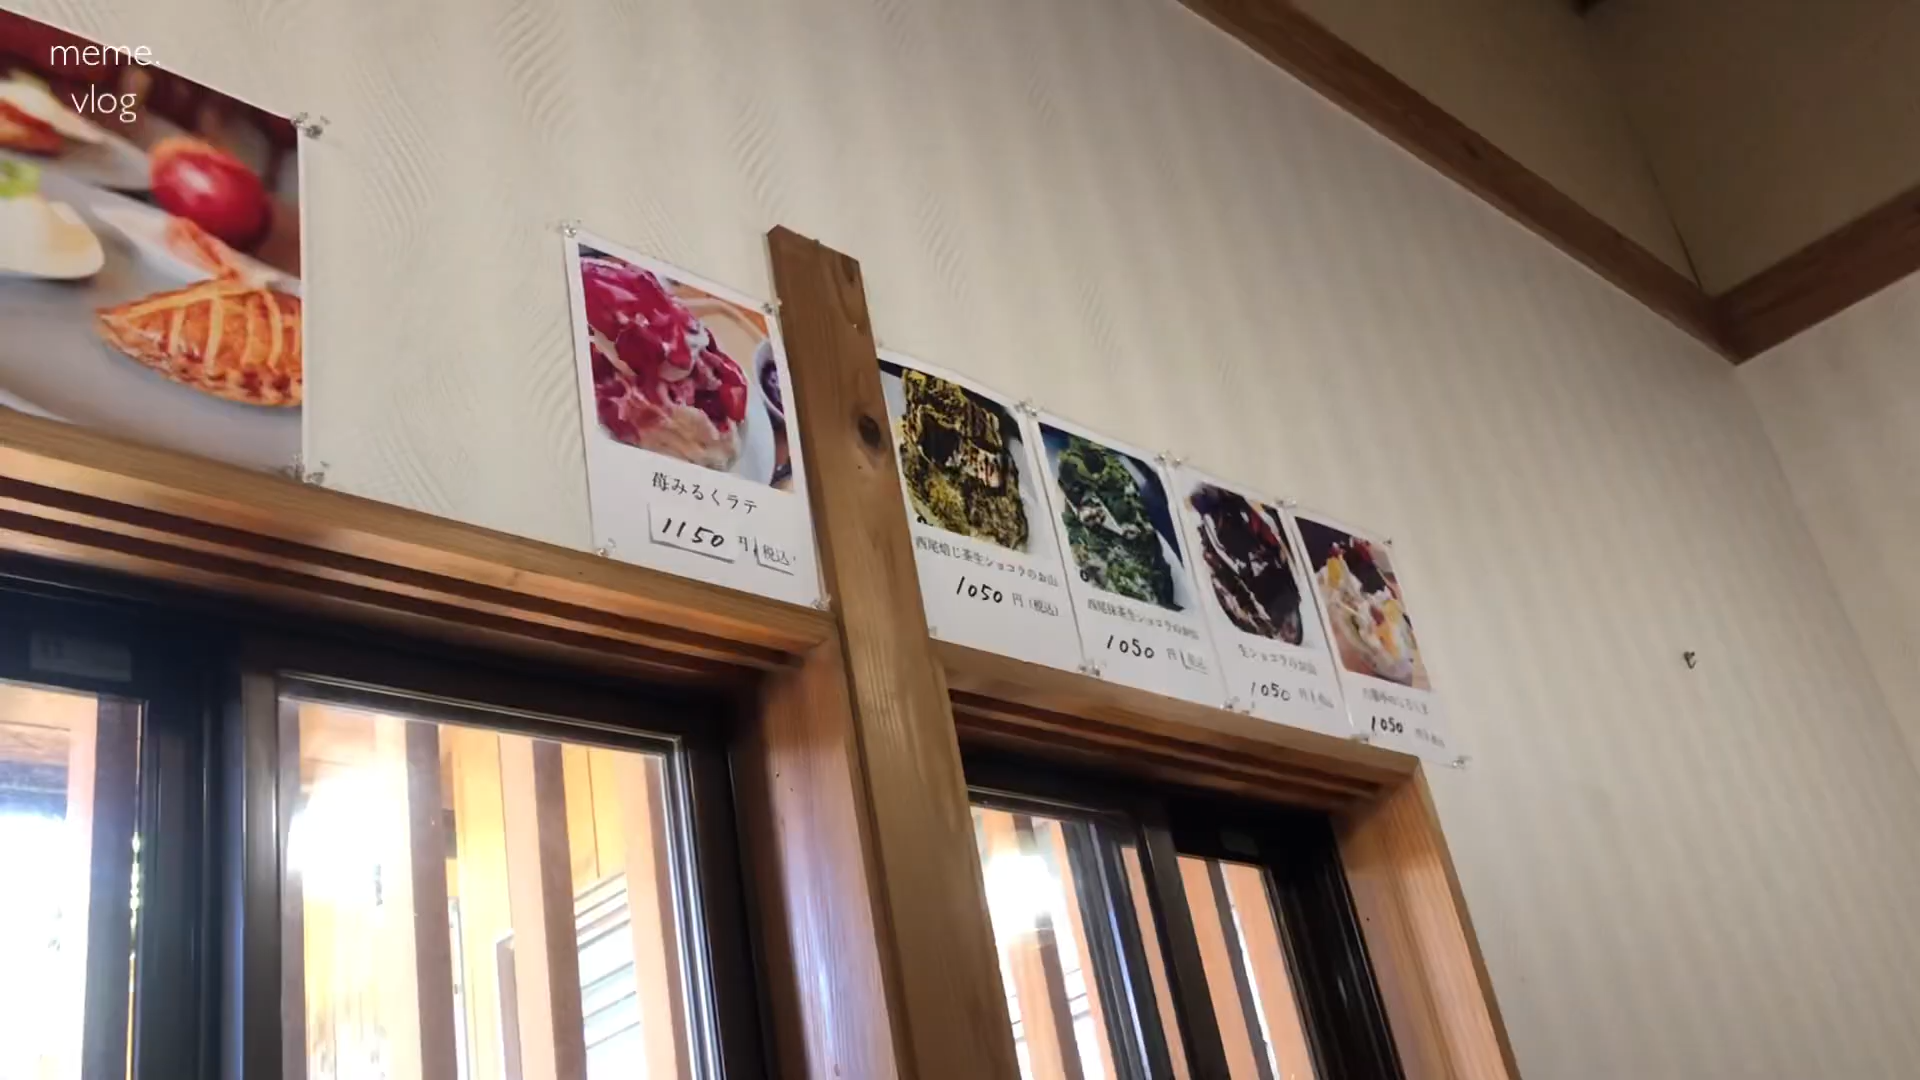 meme.
vlog
苺みるくラテ
1150 円 税込
西尾焙じ茶生ショコラのお山
1050 円(税込)
西尾抹茶生ショコラのお山
1050 円 税込
生ショコラのお山
1050 円
1050